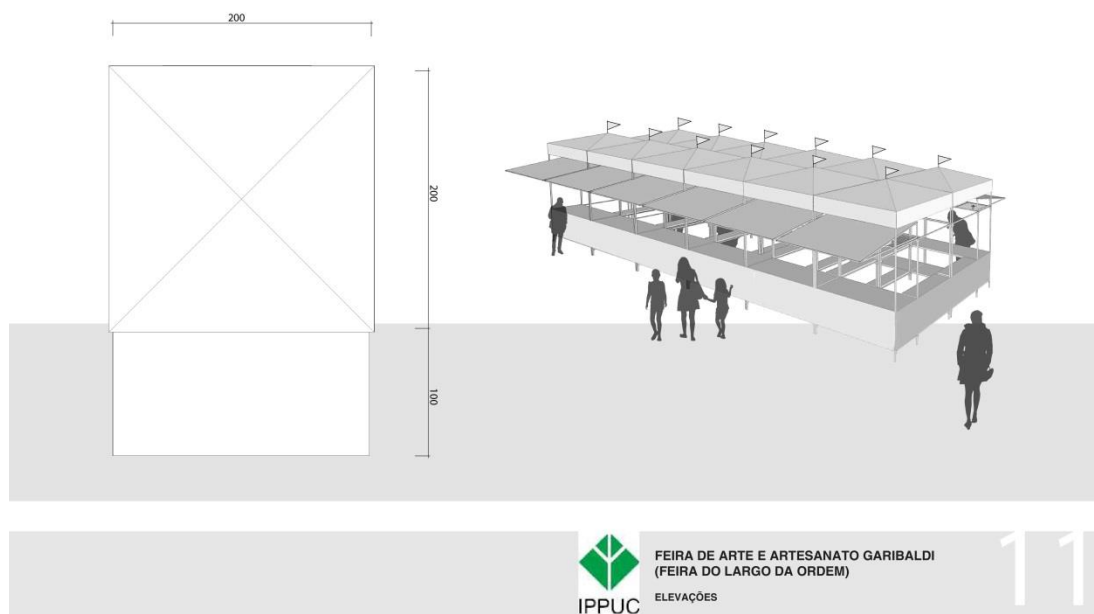 200
200
100
IPPUC
FEIRA DE ARTE E ARTESANATO GARIBALDI
(FEIRA DO LARGO DA ORDEM)
ELEVAÇÕES
11